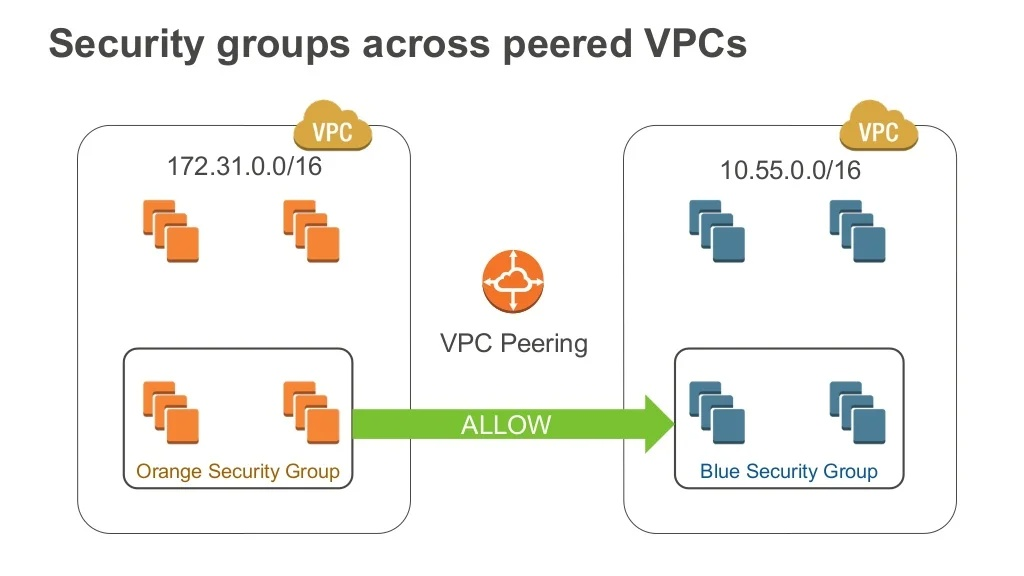 Security groups across peered VPCs
VPC
172.31.0.0/16
VPC
10.55.0.0/16
VPC Peering
ALLOW
Orange Security Group
Blue Security Group